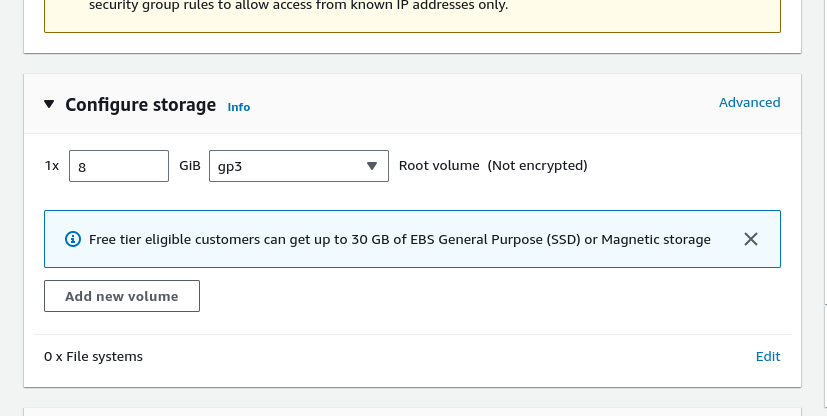 security group rules to allow access from known IP addresses only.
Configure storage Info Advanced
1x 8 GiB gp3 Root volume (Not encrypted)
Free tier eligible customers can get up to 30 GB of EBS General Purpose (SSD) or Magnetic storage
Add new volume
0 x File systems Edit